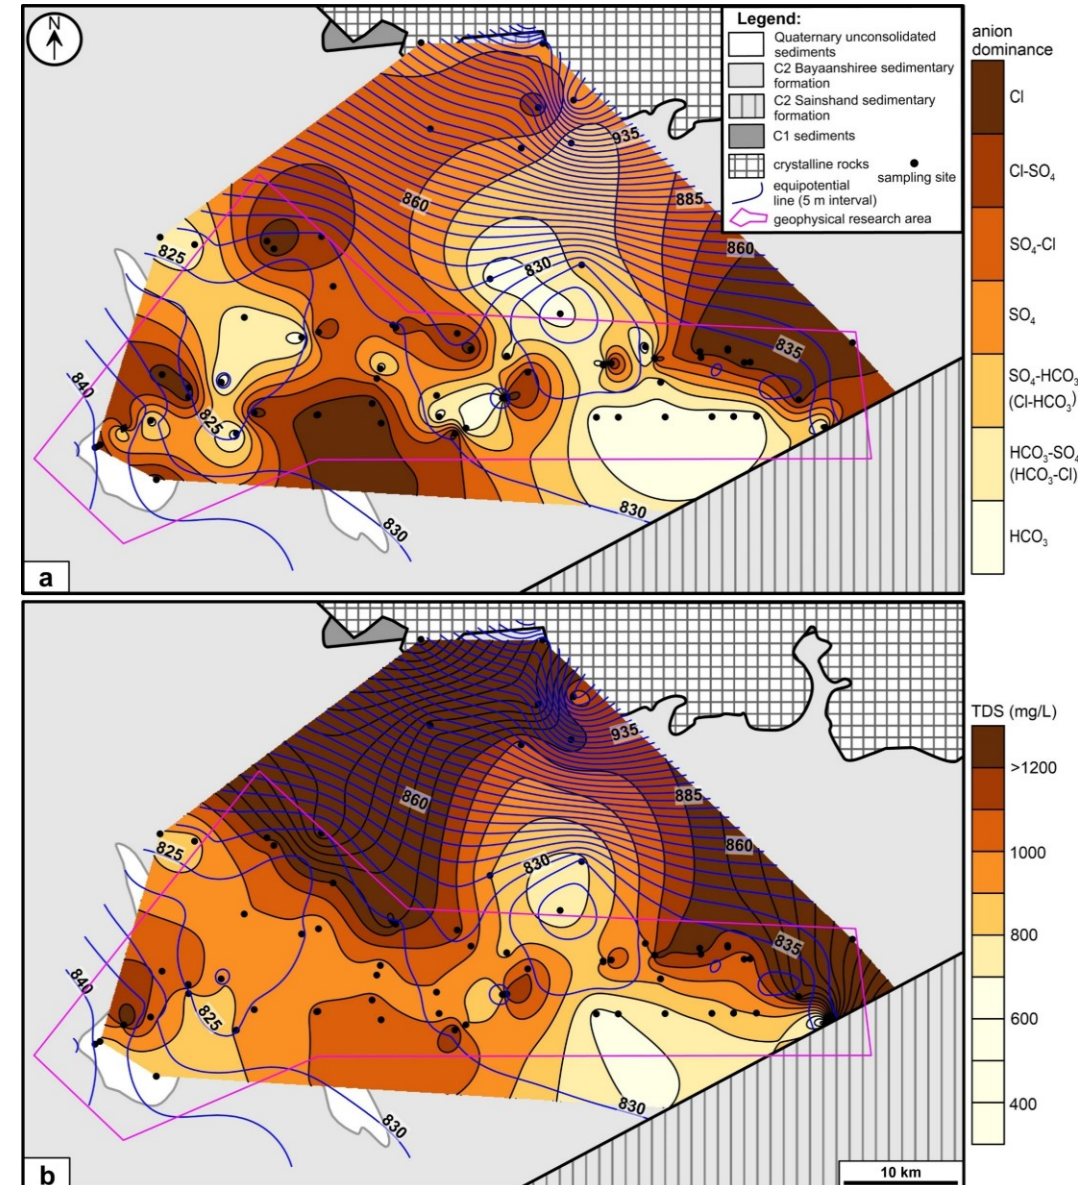 N
Legend:
Quaternary unconsolidated
sediments
C2 Bayaanshiree sedimentary
formation
C2 Sainshand sedimentary
formation
C1 sediments
crystalline rocks
sampling site
equipotential
line (5 m interval)
geophysical research area
anion
dominance
Cl
Cl-SO₄
SO₄-Cl
SO₄
SO₄-HCO₃
(Cl-HCO₃)
HCO₃-SO₄
(HCO₃-Cl)
HCO₃
935
885
860
860
825
830
835
840
825
830
830
a
935
885
860
860
825
830
835
840
825
830
830
TDS (mg/L)
>1200
1000
800
600
400
10 km
b